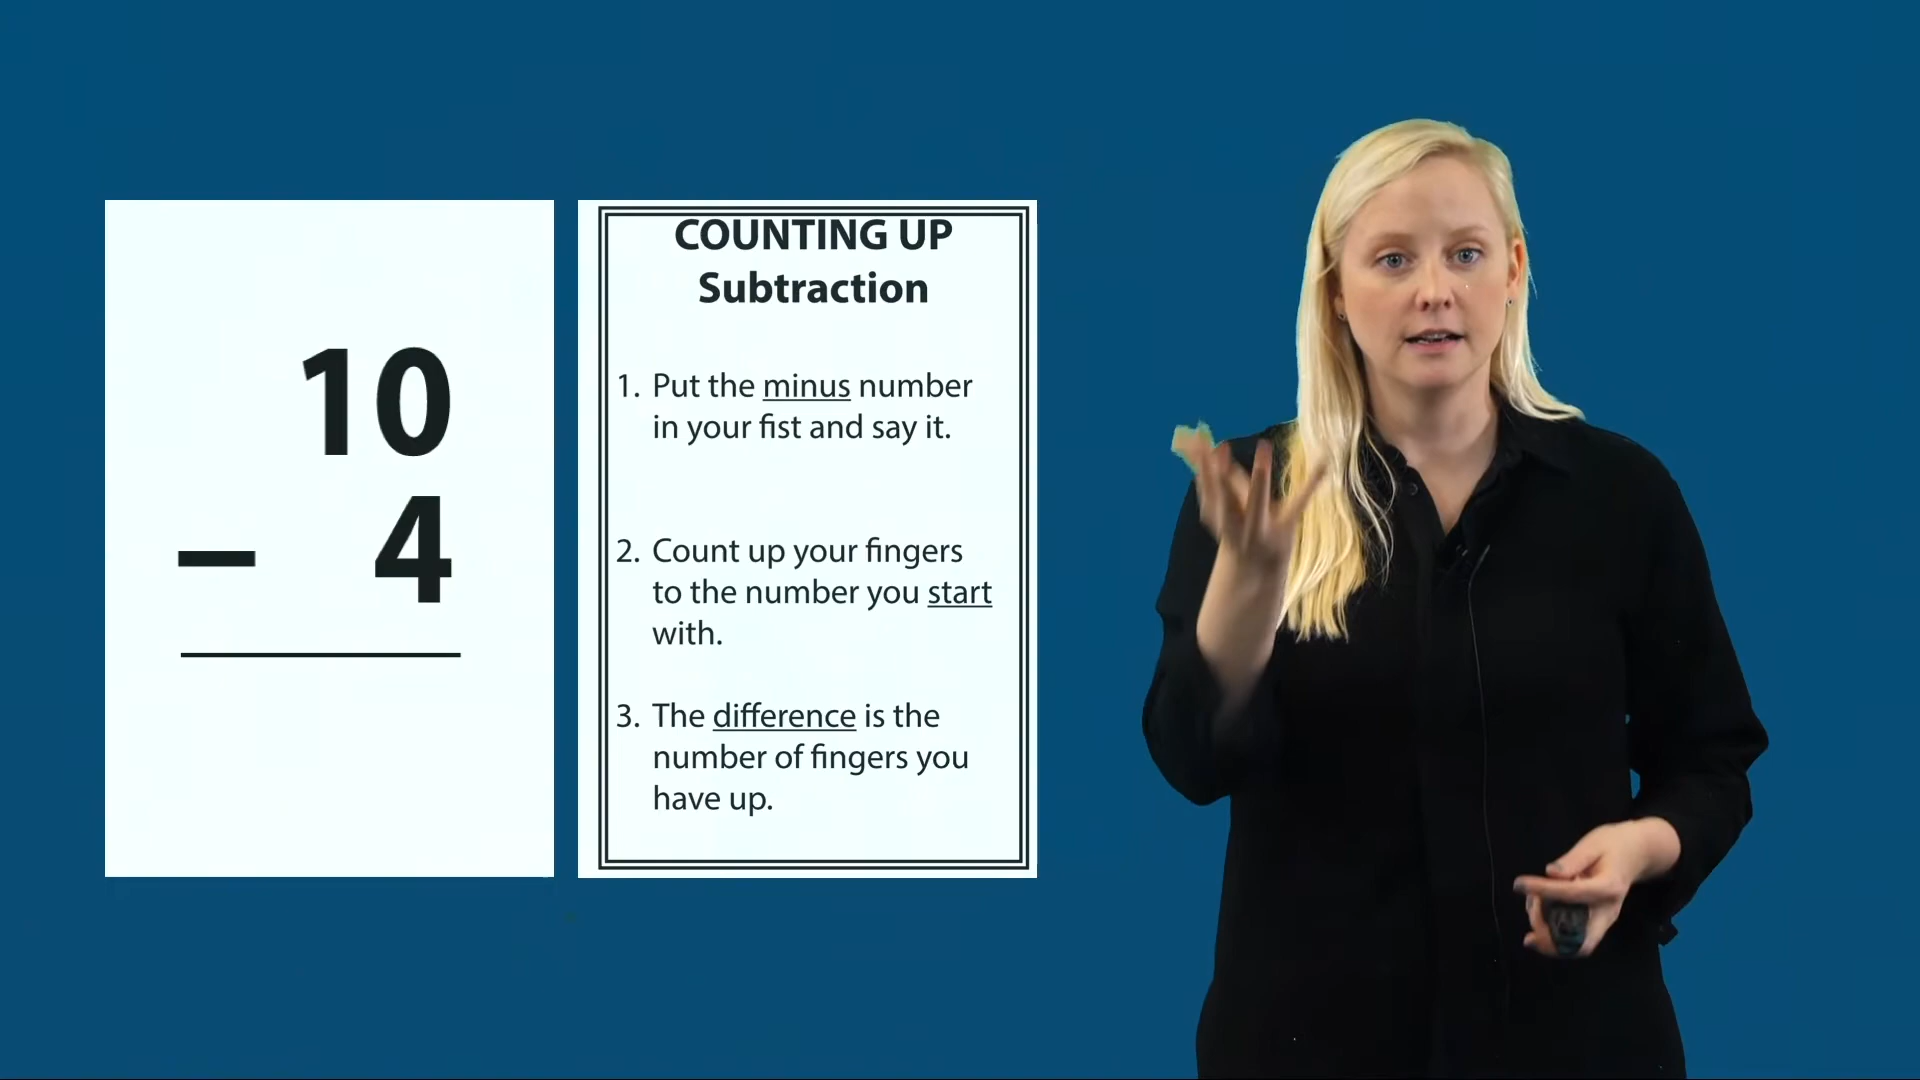 10
– 4
COUNTING UP
Subtraction
1. Put the minus number
in your fist and say it.
2. Count up your fingers
to the number you start
with.
3. The difference is the
number of fingers you
have up.